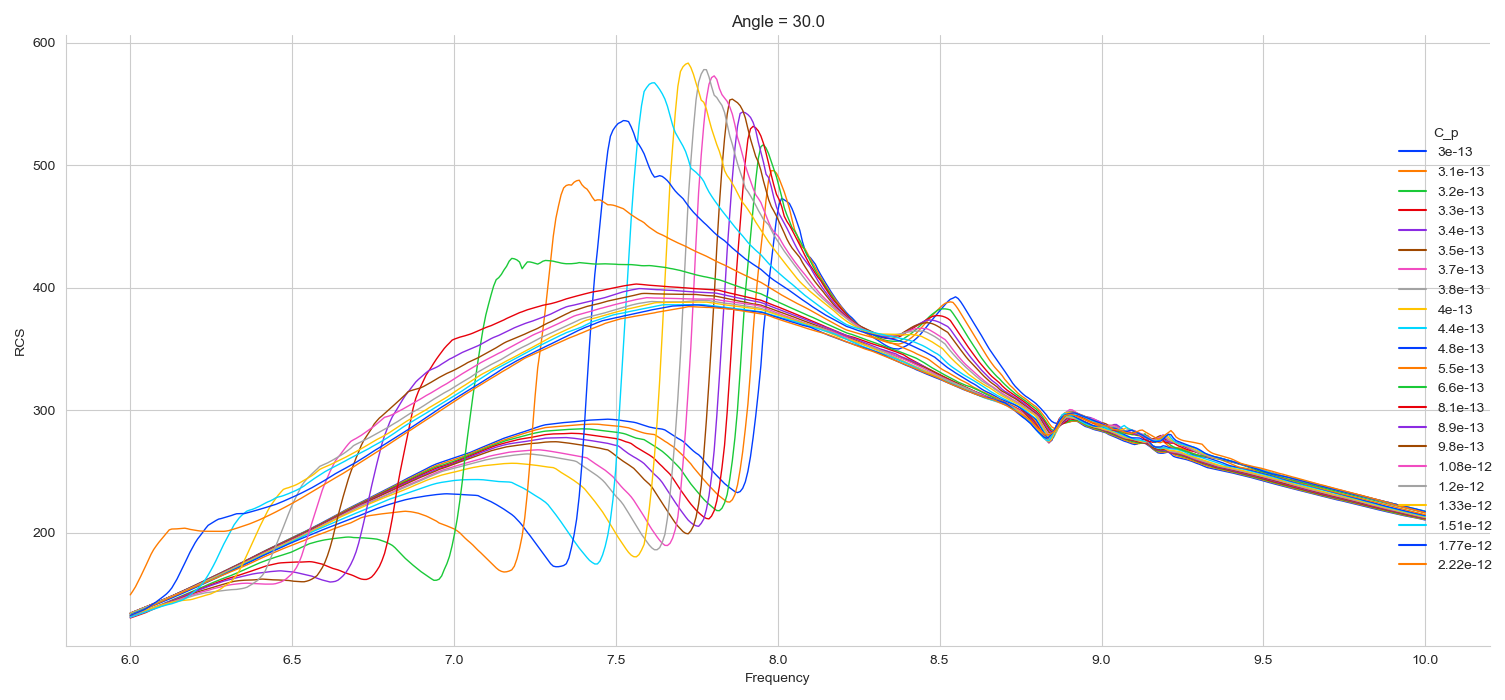 Angle = 30.0
600
500
400
300
200
RCS
6.0
6.5
7.0
7.5
8.0
8.5
9.0
9.5
10.0
Frequency
C_p
3e-13
3.1e-13
3.2e-13
3.3e-13
3.4e-13
3.5e-13
3.7e-13
3.8e-13
4e-13
4.4e-13
4.8e-13
5.5e-13
6.6e-13
8.1e-13
8.9e-13
9.8e-13
1.08e-12
1.2e-12
1.33e-12
1.51e-12
1.77e-12
2.22e-12